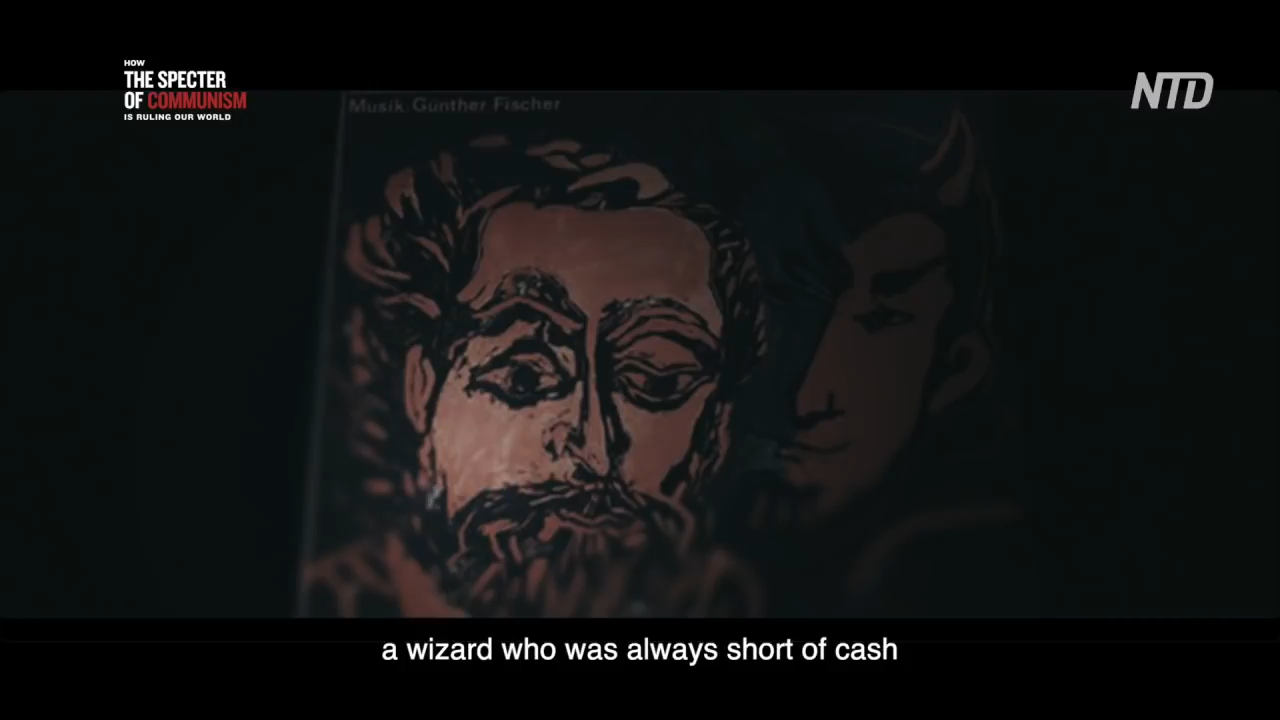 HOW
THE SPECTER
OF COMMUNISM
IS RULING OUR WORLD
NTD
Musik: Günther Fischer
a wizard who was always short of cash